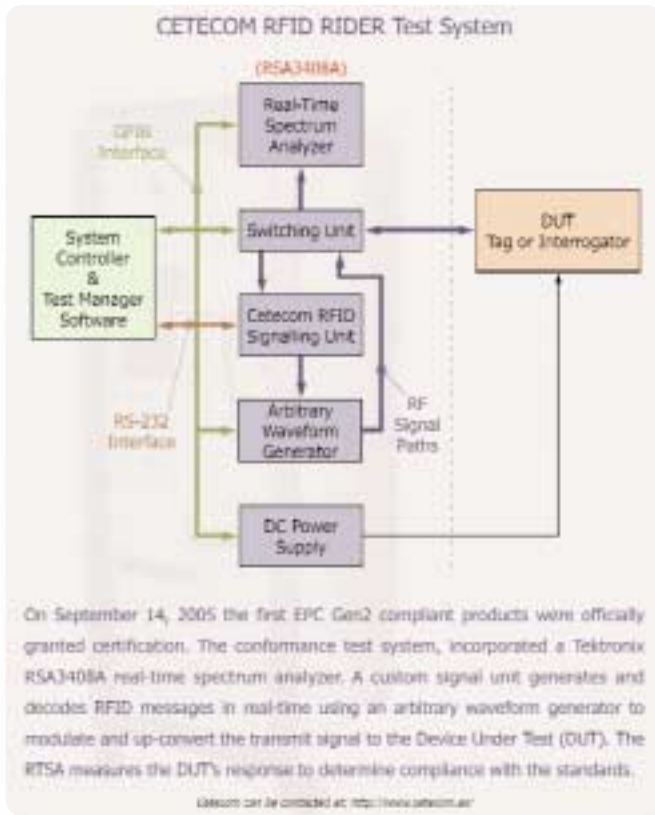 CETECOM RFID RIDER Test System
(RSA3408A)
Real-Time
Spectrum
Analyzer
GPIB
Interface
Switching Unit
DUT
Tag or Interrogator
System
Controller
&
Test Manager
Software
Cetecom RFID
Signalling Unit
RS-232
Interface
Arbitrary
Waveform
Generator
RF
Signal
Paths
DC Power
Supply
On September 14, 2005 the first EPC Gen2 compliant products were officially
granted certification. The conformance test system, incorporated a Tektronix
RSA3408A real-time spectrum analyzer. A custom signal unit generates and
decodes RFID messages in real-time using an arbitrary waveform generator to
modulate and up-convert the transmit signal to the Device Under Test (DUT). The
RTSA measures the DUT's response to determine compliance with the standards.
Cetecom can be contacted at: